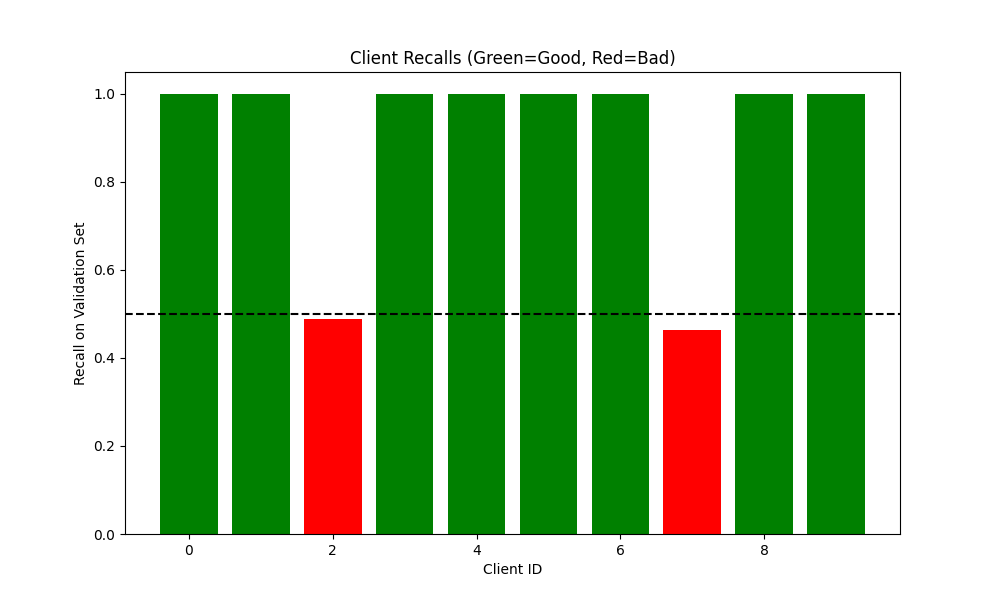 Client Recalls (Green=Good, Red=Bad)
Recall on Validation Set
1.0
0.8
0.6
0.4
0.2
0.0
0 2 4 6 8
Client ID